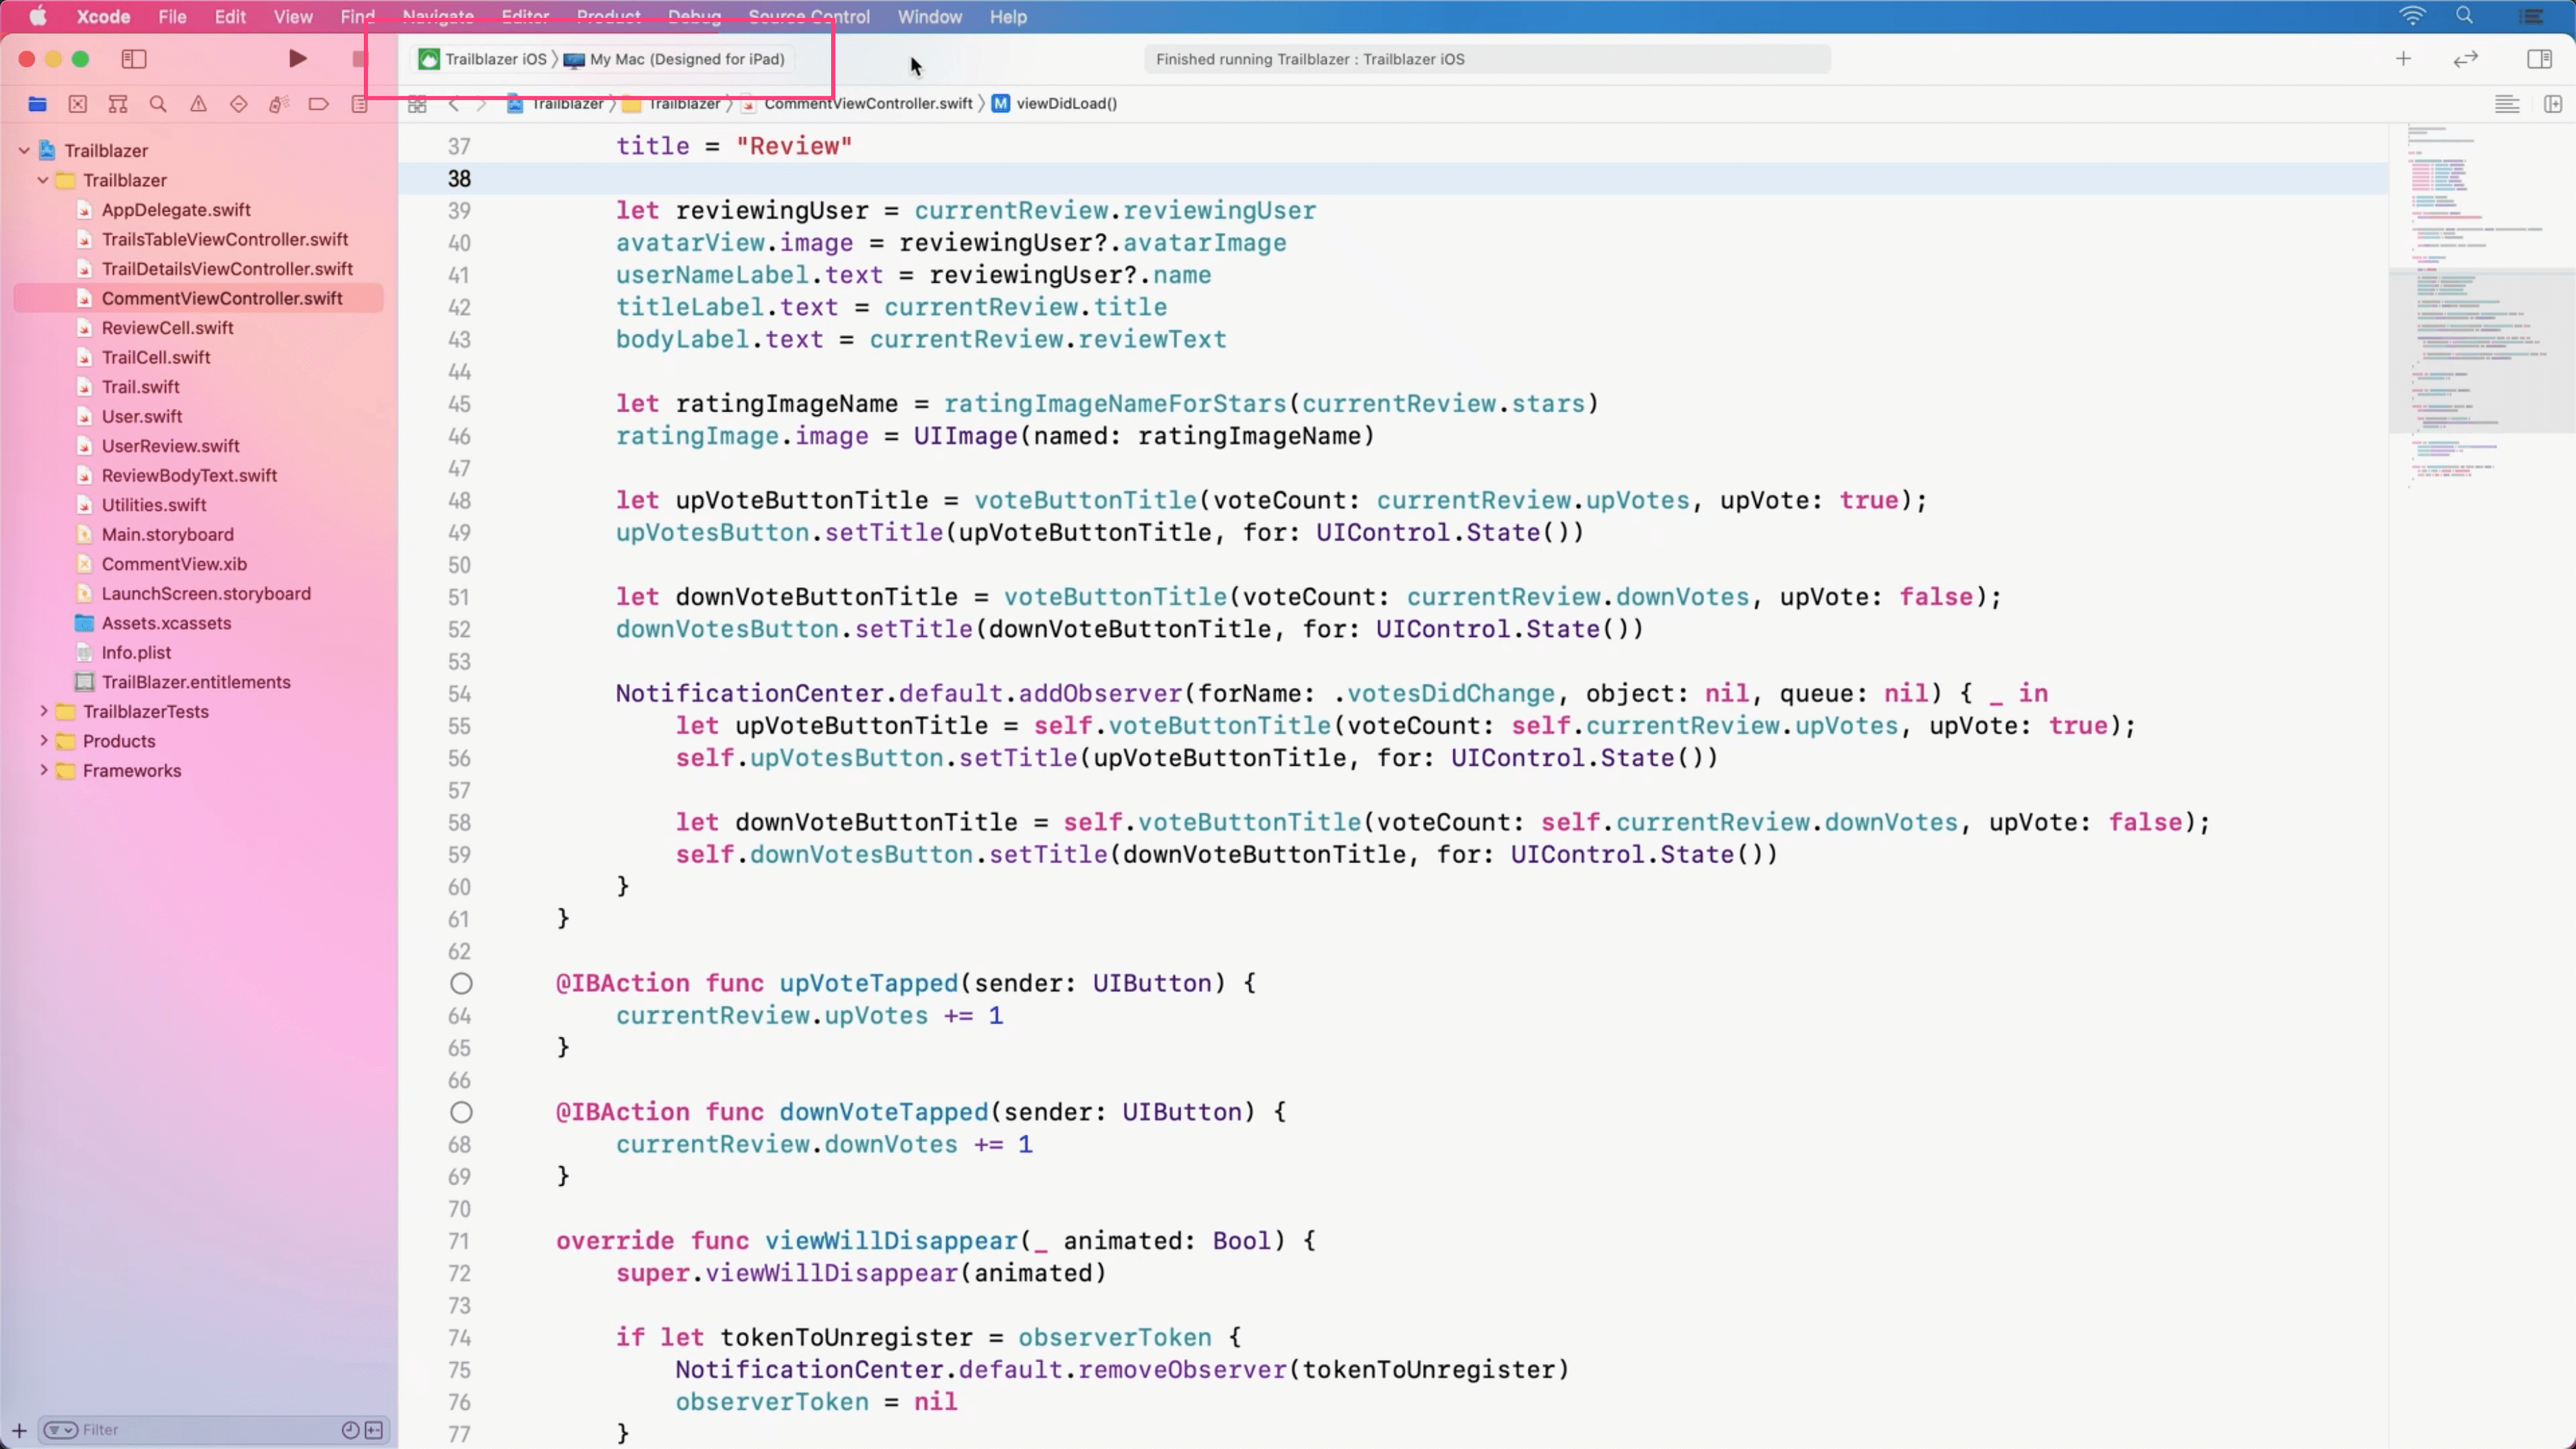 Xcode File Edit View Find Navigate Editor Product Debug Source Control Window Help
Trailblazer iOS 〉 My Mac (Designed for iPad)
Finished running Trailblazer : Trailblazer iOS
Trailblazer 〉 Trailblazer 〉 CommentViewController.swift 〉 M viewDidLoad()
Trailblazer
Trailblazer
AppDelegate.swift
TrailsTableViewController.swift
TrailDetailsViewController.swift
CommentViewController.swift
ReviewCell.swift
TrailCell.swift
Trail.swift
User.swift
UserReview.swift
ReviewBodyText.swift
Utilities.swift
Main.storyboard
CommentView.xib
LaunchScreen.storyboard
Assets.xcassets
Info.plist
TrailBlazer.entitlements
TrailblazerTests
Products
Frameworks
Filter
37 title = "Review"
38
39 let reviewingUser = currentReview.reviewingUser
40 avatarView.image = reviewingUser?.avatarImage
41 userNameLabel.text = reviewingUser?.name
42 titleLabel.text = currentReview.title
43 bodyLabel.text = currentReview.reviewText
44
45 let ratingImageName = ratingImageNameForStars(currentReview.stars)
46 ratingImage.image = UIImage(named: ratingImageName)
47
48 let upVoteButtonTitle = voteButtonTitle(voteCount: currentReview.upVotes, upVote: true);
49 upVotesButton.setTitle(upVoteButtonTitle, for: UIControl.State())
50
51 let downVoteButtonTitle = voteButtonTitle(voteCount: currentReview.downVotes, upVote: false);
52 downVotesButton.setTitle(downVoteButtonTitle, for: UIControl.State())
53
54 NotificationCenter.default.addObserver(forName: .votesDidChange, object: nil, queue: nil) { _ in
55 let upVoteButtonTitle = self.voteButtonTitle(voteCount: self.currentReview.upVotes, upVote: true);
56 self.upVotesButton.setTitle(upVoteButtonTitle, for: UIControl.State())
57
58 let downVoteButtonTitle = self.voteButtonTitle(voteCount: self.currentReview.downVotes, upVote: false);
59 self.downVotesButton.setTitle(downVoteButtonTitle, for: UIControl.State())
60 }
61 }
62
@IBAction func upVoteTapped(sender: UIButton) {
64 currentReview.upVotes += 1
65 }
66
@IBAction func downVoteTapped(sender: UIButton) {
68 currentReview.downVotes += 1
69 }
70
71 override func viewWillDisappear(_ animated: Bool) {
72 super.viewWillDisappear(animated)
73
74 if let tokenToUnregister = observerToken {
75 NotificationCenter.default.removeObserver(tokenToUnregister)
76 observerToken = nil
77 }